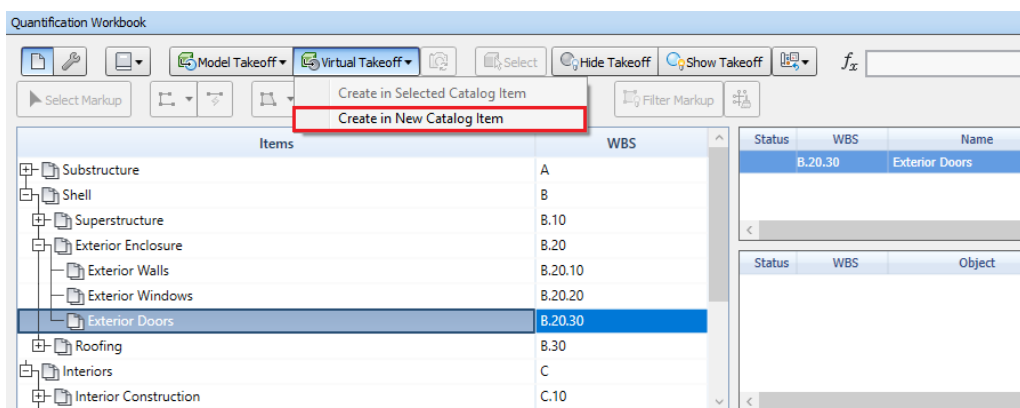 Quantification Workbook
Model Takeoff Virtual Takeoff Select Hide Takeoff Show Takeoff fx
Select Markup Create in Selected Catalog Item Filter Markup
Create in New Catalog Item
Items WBS Status WBS Name
B.20.30 Exterior Doors
Substructure A
Shell B
Superstructure B.10
Exterior Enclosure B.20
Status WBS Object
Exterior Walls B.20.10
Exterior Windows B.20.20
Exterior Doors B.20.30
Roofing B.30
Interiors C
Interior Construction C.10